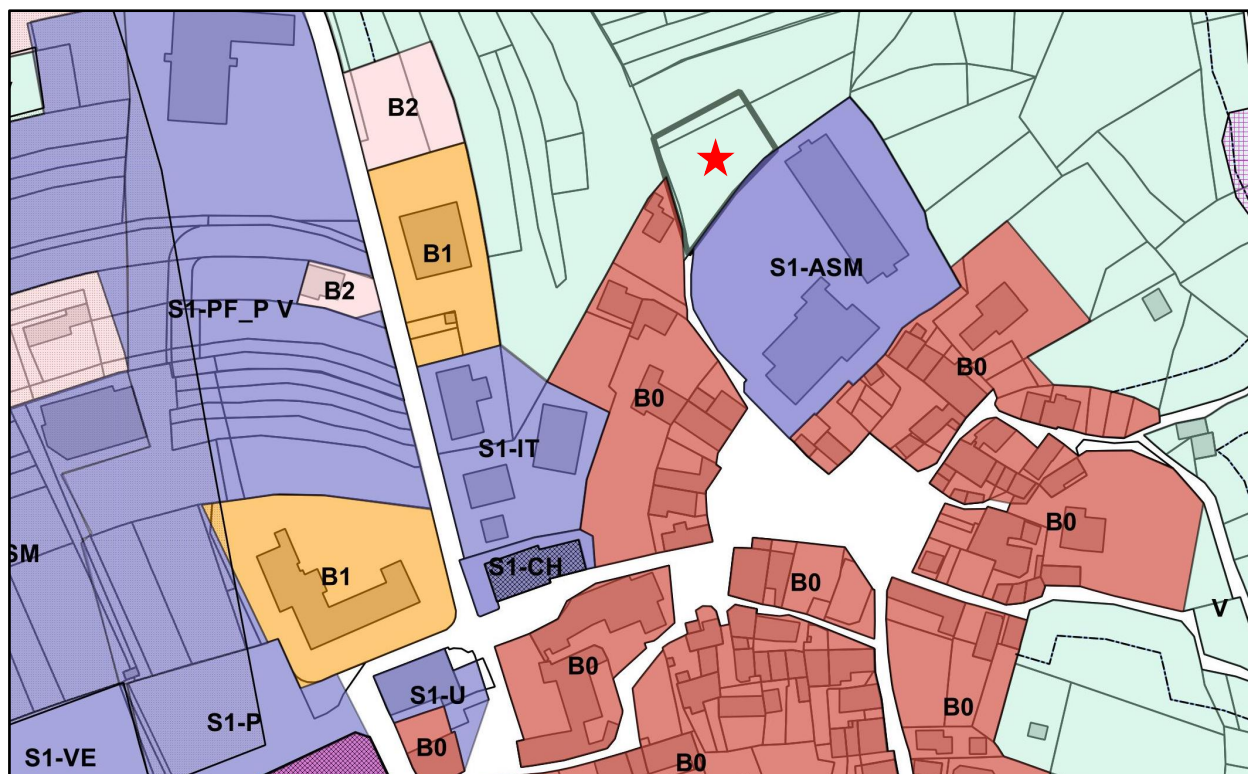 B2
B1
S1-ASM
S1-PF_P V
B2
B0
B0
S1-IT
B0
SM
S1-CH
B1
B0
V
B0
S1-U
S1-P
B0
B0
B0
S1-VE